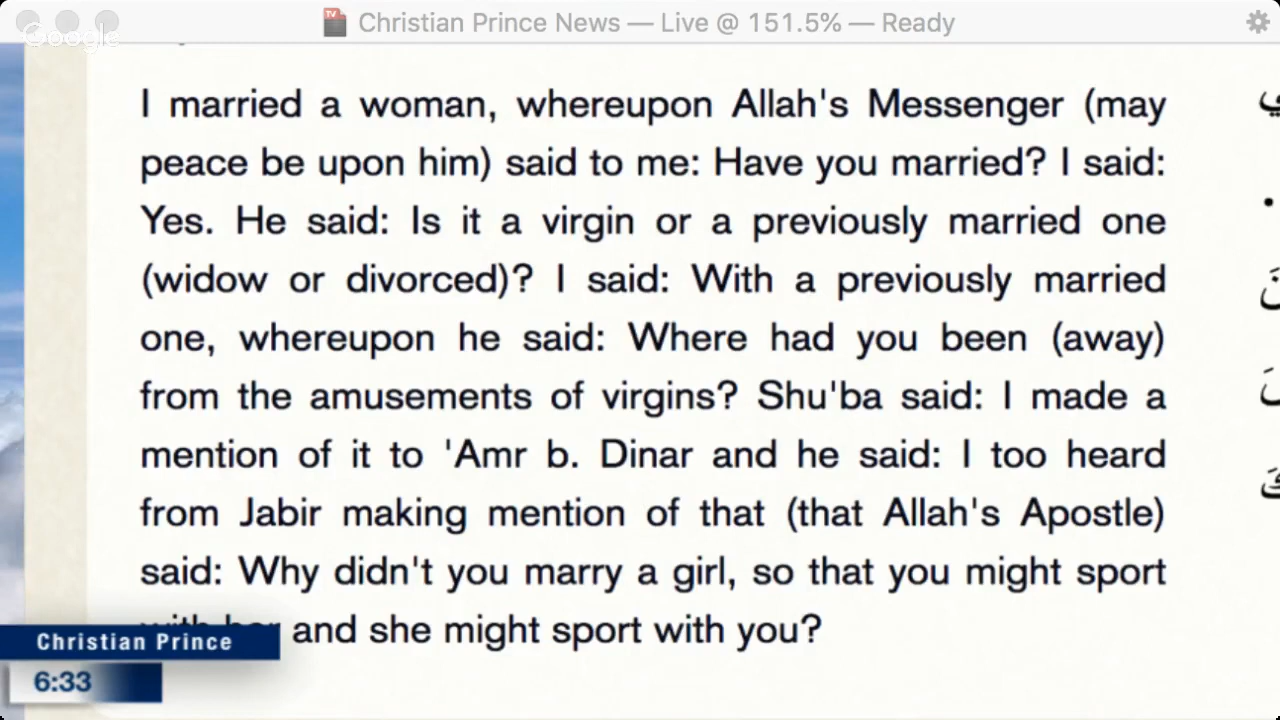 Christian Prince News — Live @ 151.5% — Ready
Google
I married a woman, whereupon Allah's Messenger (may
peace be upon him) said to me: Have you married? I said:
Yes. He said: Is it a virgin or a previously married one
(widow or divorced)? I said: With a previously married
one, whereupon he said: Where had you been (away)
from the amusements of virgins? Shu'ba said: I made a
mention of it to 'Amr b. Dinar and he said: I too heard
from Jabir making mention of that (that Allah's Apostle)
said: Why didn't you marry a girl, so that you might sport
with her and she might sport with you?
Christian Prince
6:33